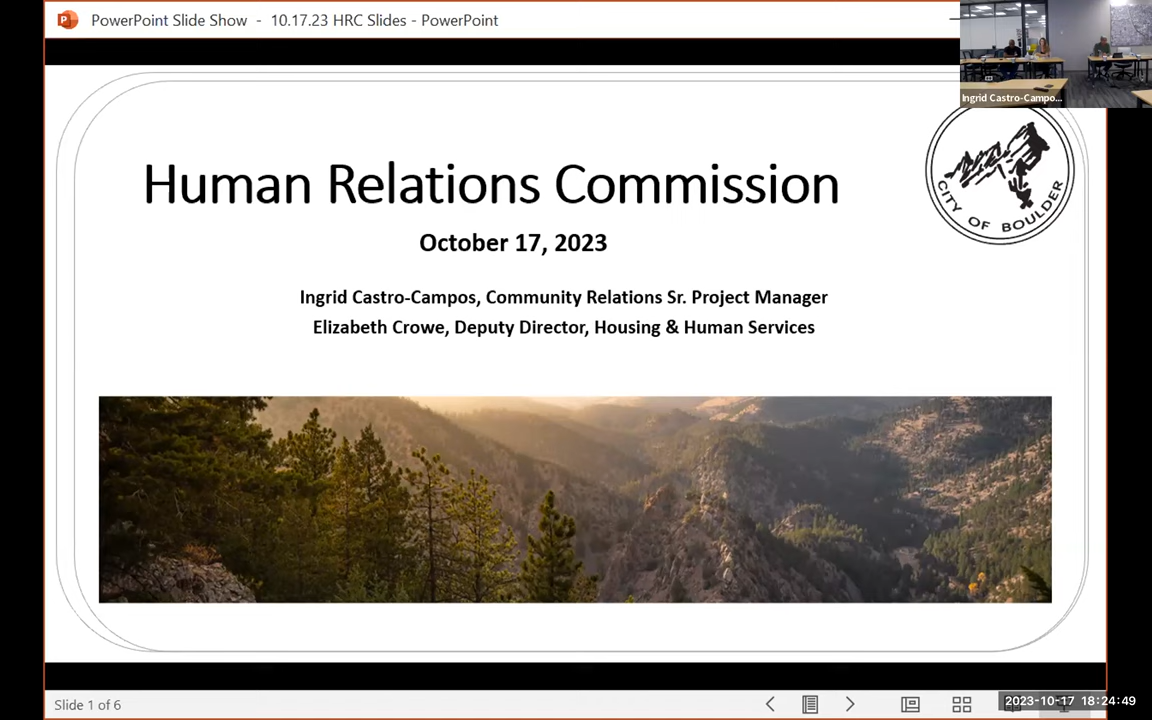 PowerPoint Slide Show - 10.17.23 HRC Slides - PowerPoint
Ingrid Castro-Campo...
Human Relations Commission
CITY OF BOULDER
October 17, 2023
Ingrid Castro-Campos, Community Relations Sr. Project Manager
Elizabeth Crowe, Deputy Director, Housing & Human Services
Slide 1 of 6
2023-10-17 18:24:49